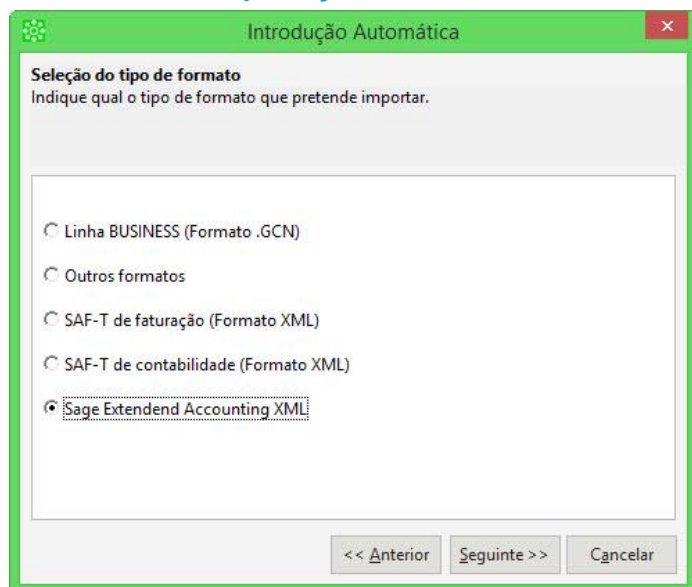 Introdução Automática
Seleção do tipo de formato
Indique qual o tipo de formato que pretende importar.
Linha BUSINESS (Formato .GCN)
Outros formatos
SAF-T de faturação (Formato XML)
SAF-T de contabilidade (Formato XML)
Sage Extendend Accounting XML
<< Anterior Seguinte >> Cancelar